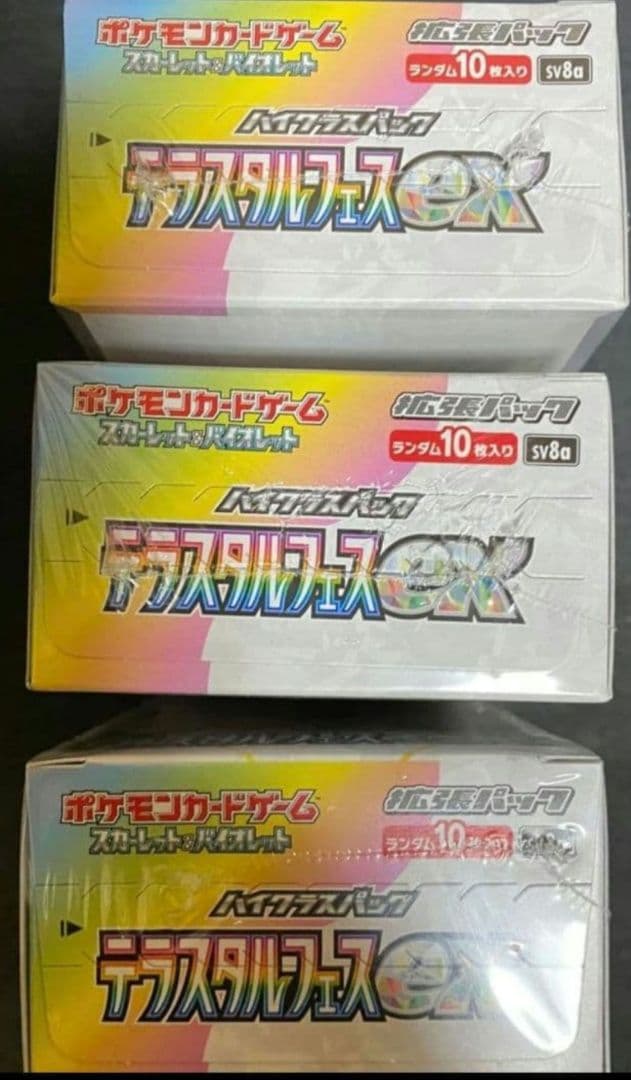 ポケモンカードゲーム
拡張パック
スカーレット&バイオレット
ランダム10枚入り
SV8a
ハイクラスパック
テラスタルフェスex
ポケモンカードゲーム
拡張パック
スカーレット&バイオレット
ランダム10枚入り
SV8a
ハイクラスパック
テラスタルフェスex
ポケモンカードゲーム
拡張パック
スカーレット&バイオレット
ランダム10
ハイクラスパック
テラスタルフェスex